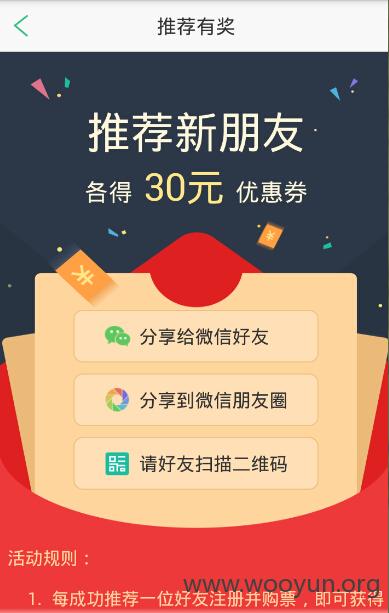 推荐有奖
推荐新朋友
各得 30元 优惠券
分享给微信好友
分享到微信朋友圈
请好友扫描二维码
活动规则：
www.wooyun.org
1. 每成功推荐一位好友注册并购票，即可获得